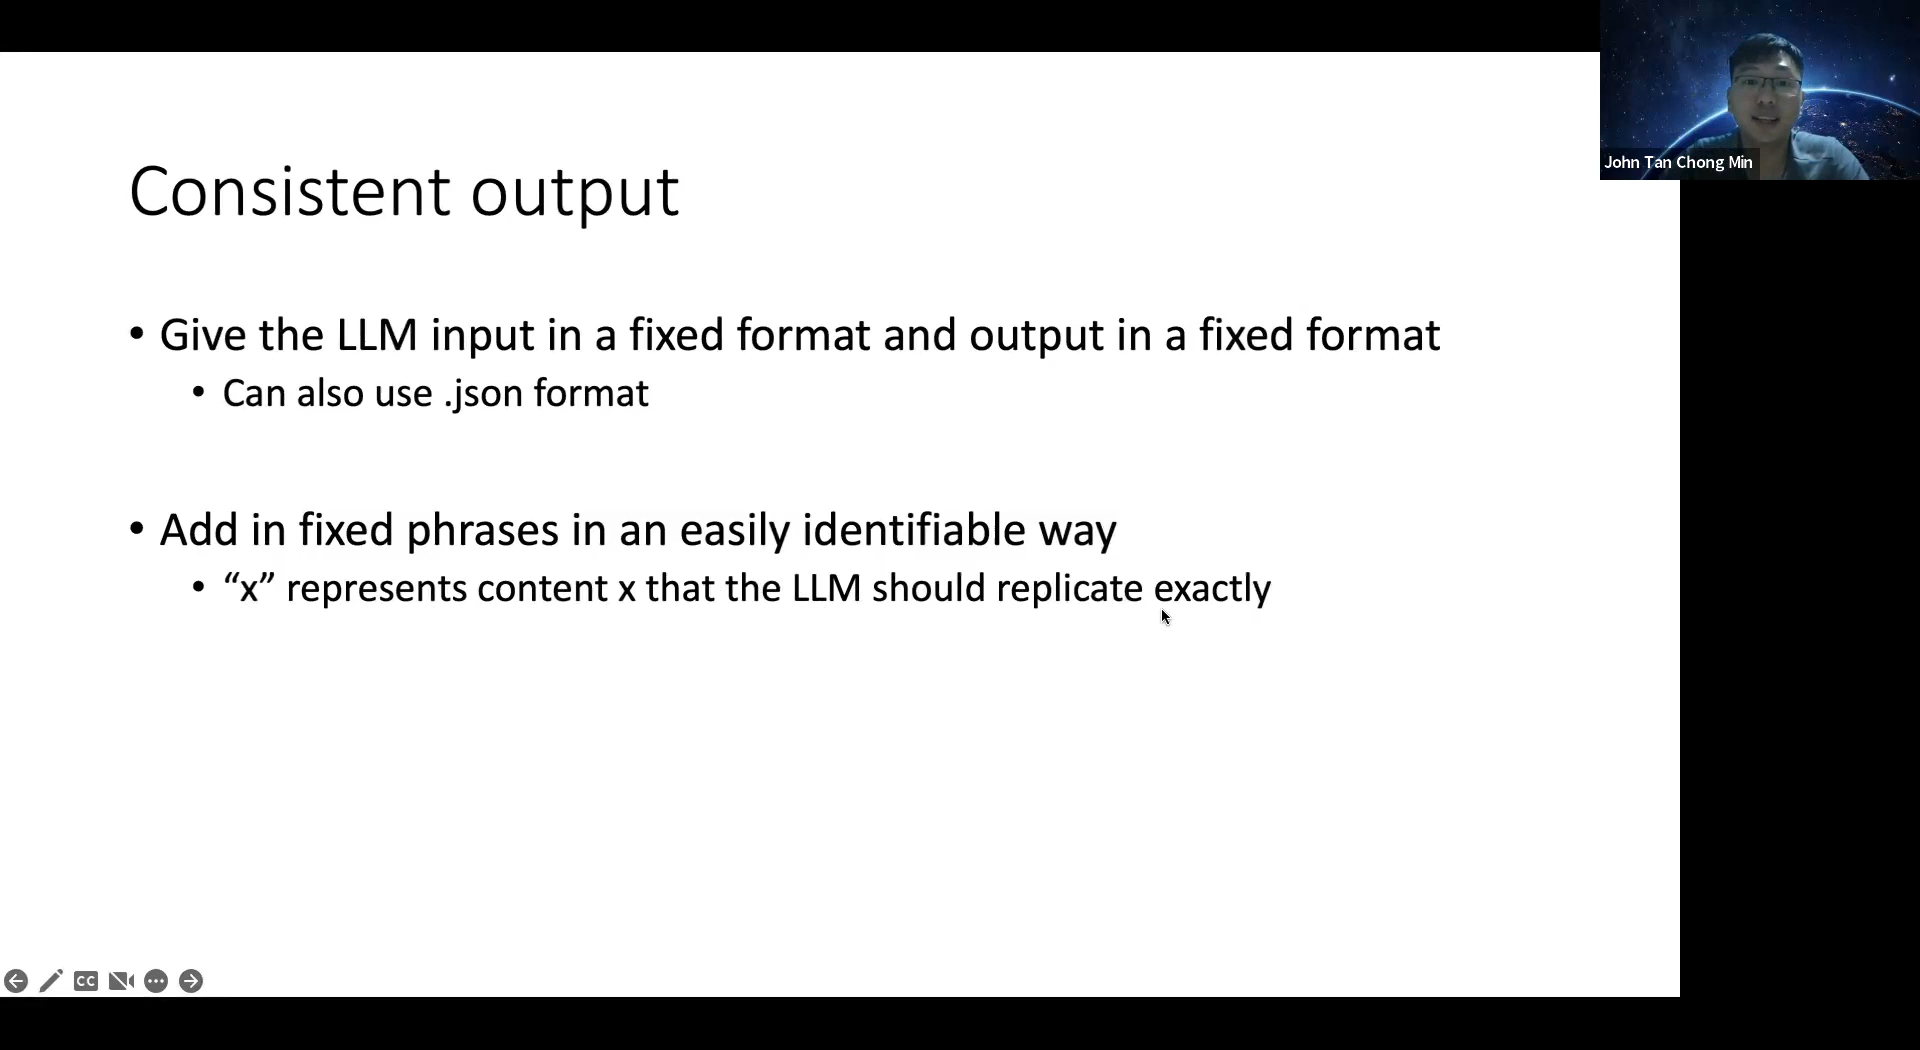 John Tan Chong Min
Consistent output
• Give the LLM input in a fixed format and output in a fixed format
• Can also use .json format
• Add in fixed phrases in an easily identifiable way
• “x” represents content x that the LLM should replicate exactly
CC